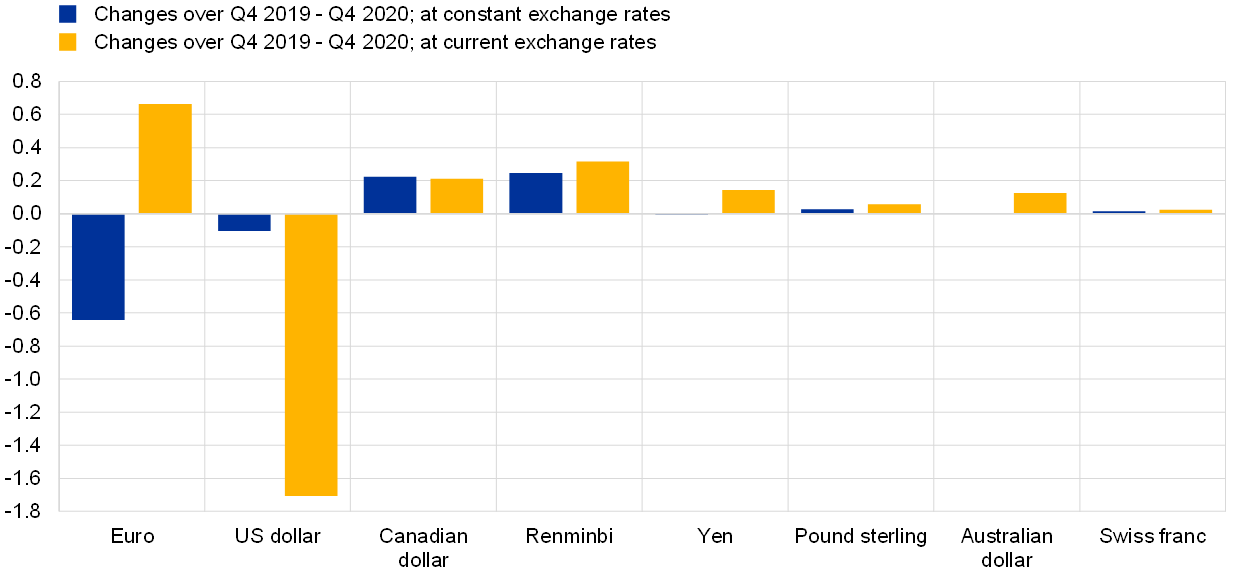 Changes over Q4 2019 - Q4 2020; at constant exchange rates
Changes over Q4 2019 - Q4 2020; at current exchange rates
0.8
0.6
0.4
0.2
0.0
-0.2
-0.4
-0.6
-0.8
-1.0
-1.2
-1.4
-1.6
-1.8
Euro
US dollar
Canadian
dollar
Renminbi
Yen
Pound sterling
Australian
dollar
Swiss franc